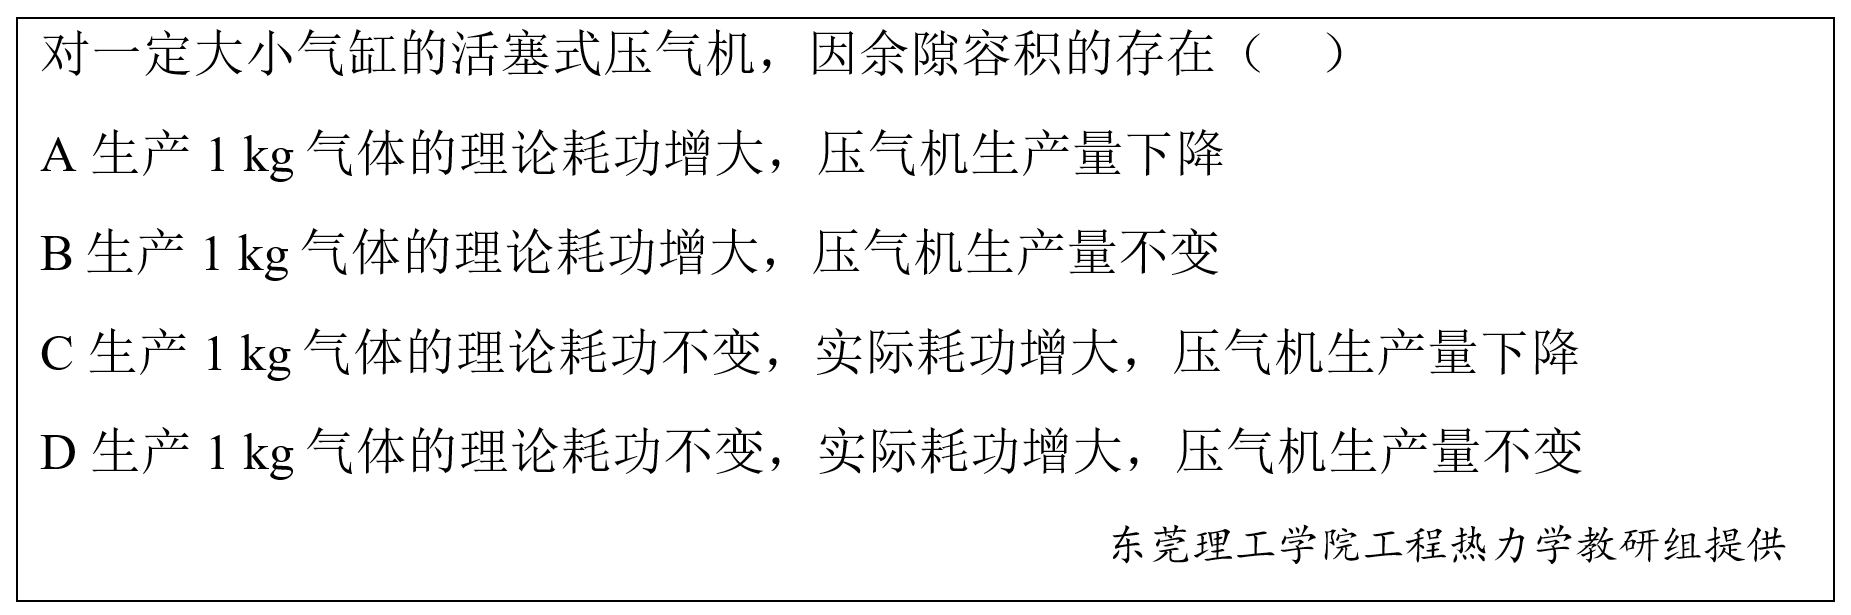 对一定大小气缸的活塞式压气机，因余隙容积的存在（ ）
A 生产 1 kg 气体的理论耗功增大，压气机生产量下降
B 生产 1 kg 气体的理论耗功增大，压气机生产量不变
C 生产 1 kg 气体的理论耗功不变，实际耗功增大，压气机生产量下降
D 生产 1 kg 气体的理论耗功不变，实际耗功增大，压气机生产量不变
东莞理工学院工程热力学教研组提供